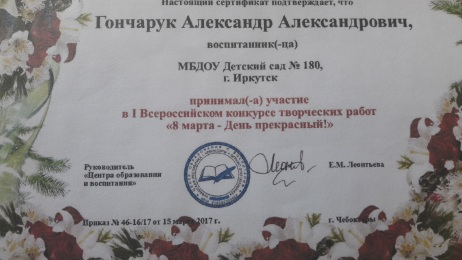 Настоящий сертификат подтверждает, что
Гончарук Александр Александрович,
воспитанник(-ца)
МБДОУ Детский сад № 180,
г. Иркутск
принимал(-а) участие
в I Всероссийском конкурсе творческих работ
«8 марта - День прекрасный!»
Руководитель
«Центра образования
и воспитания»
Е.М. Леонтьева
Приказ № 46-16/17 от 15 марта 2017 г.
г. Чебоксары